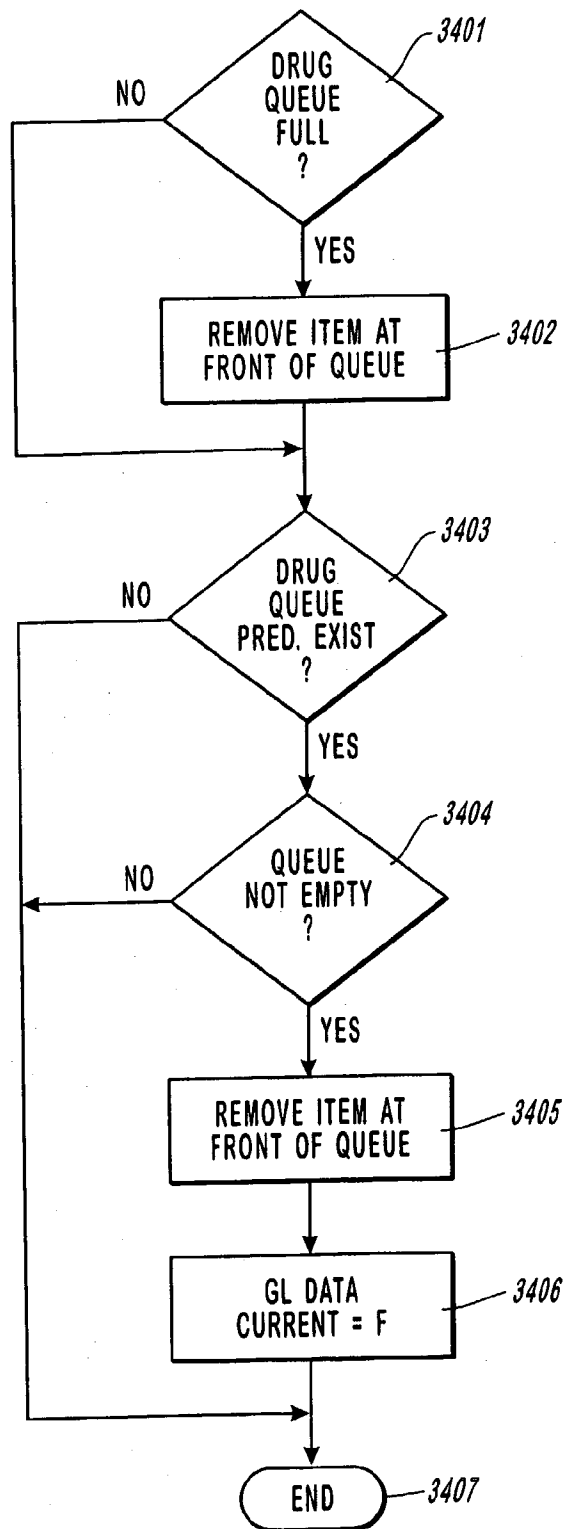 3401
DRUG
QUEUE
FULL
?
NO
YES
REMOVE ITEM AT
FRONT OF QUEUE
3402
3403
DRUG
QUEUE
PRED. EXIST
?
NO
YES
3404
QUEUE
NOT EMPTY
?
NO
YES
REMOVE ITEM AT
FRONT OF QUEUE
3405
GL DATA
CURRENT = F
3406
END
3407